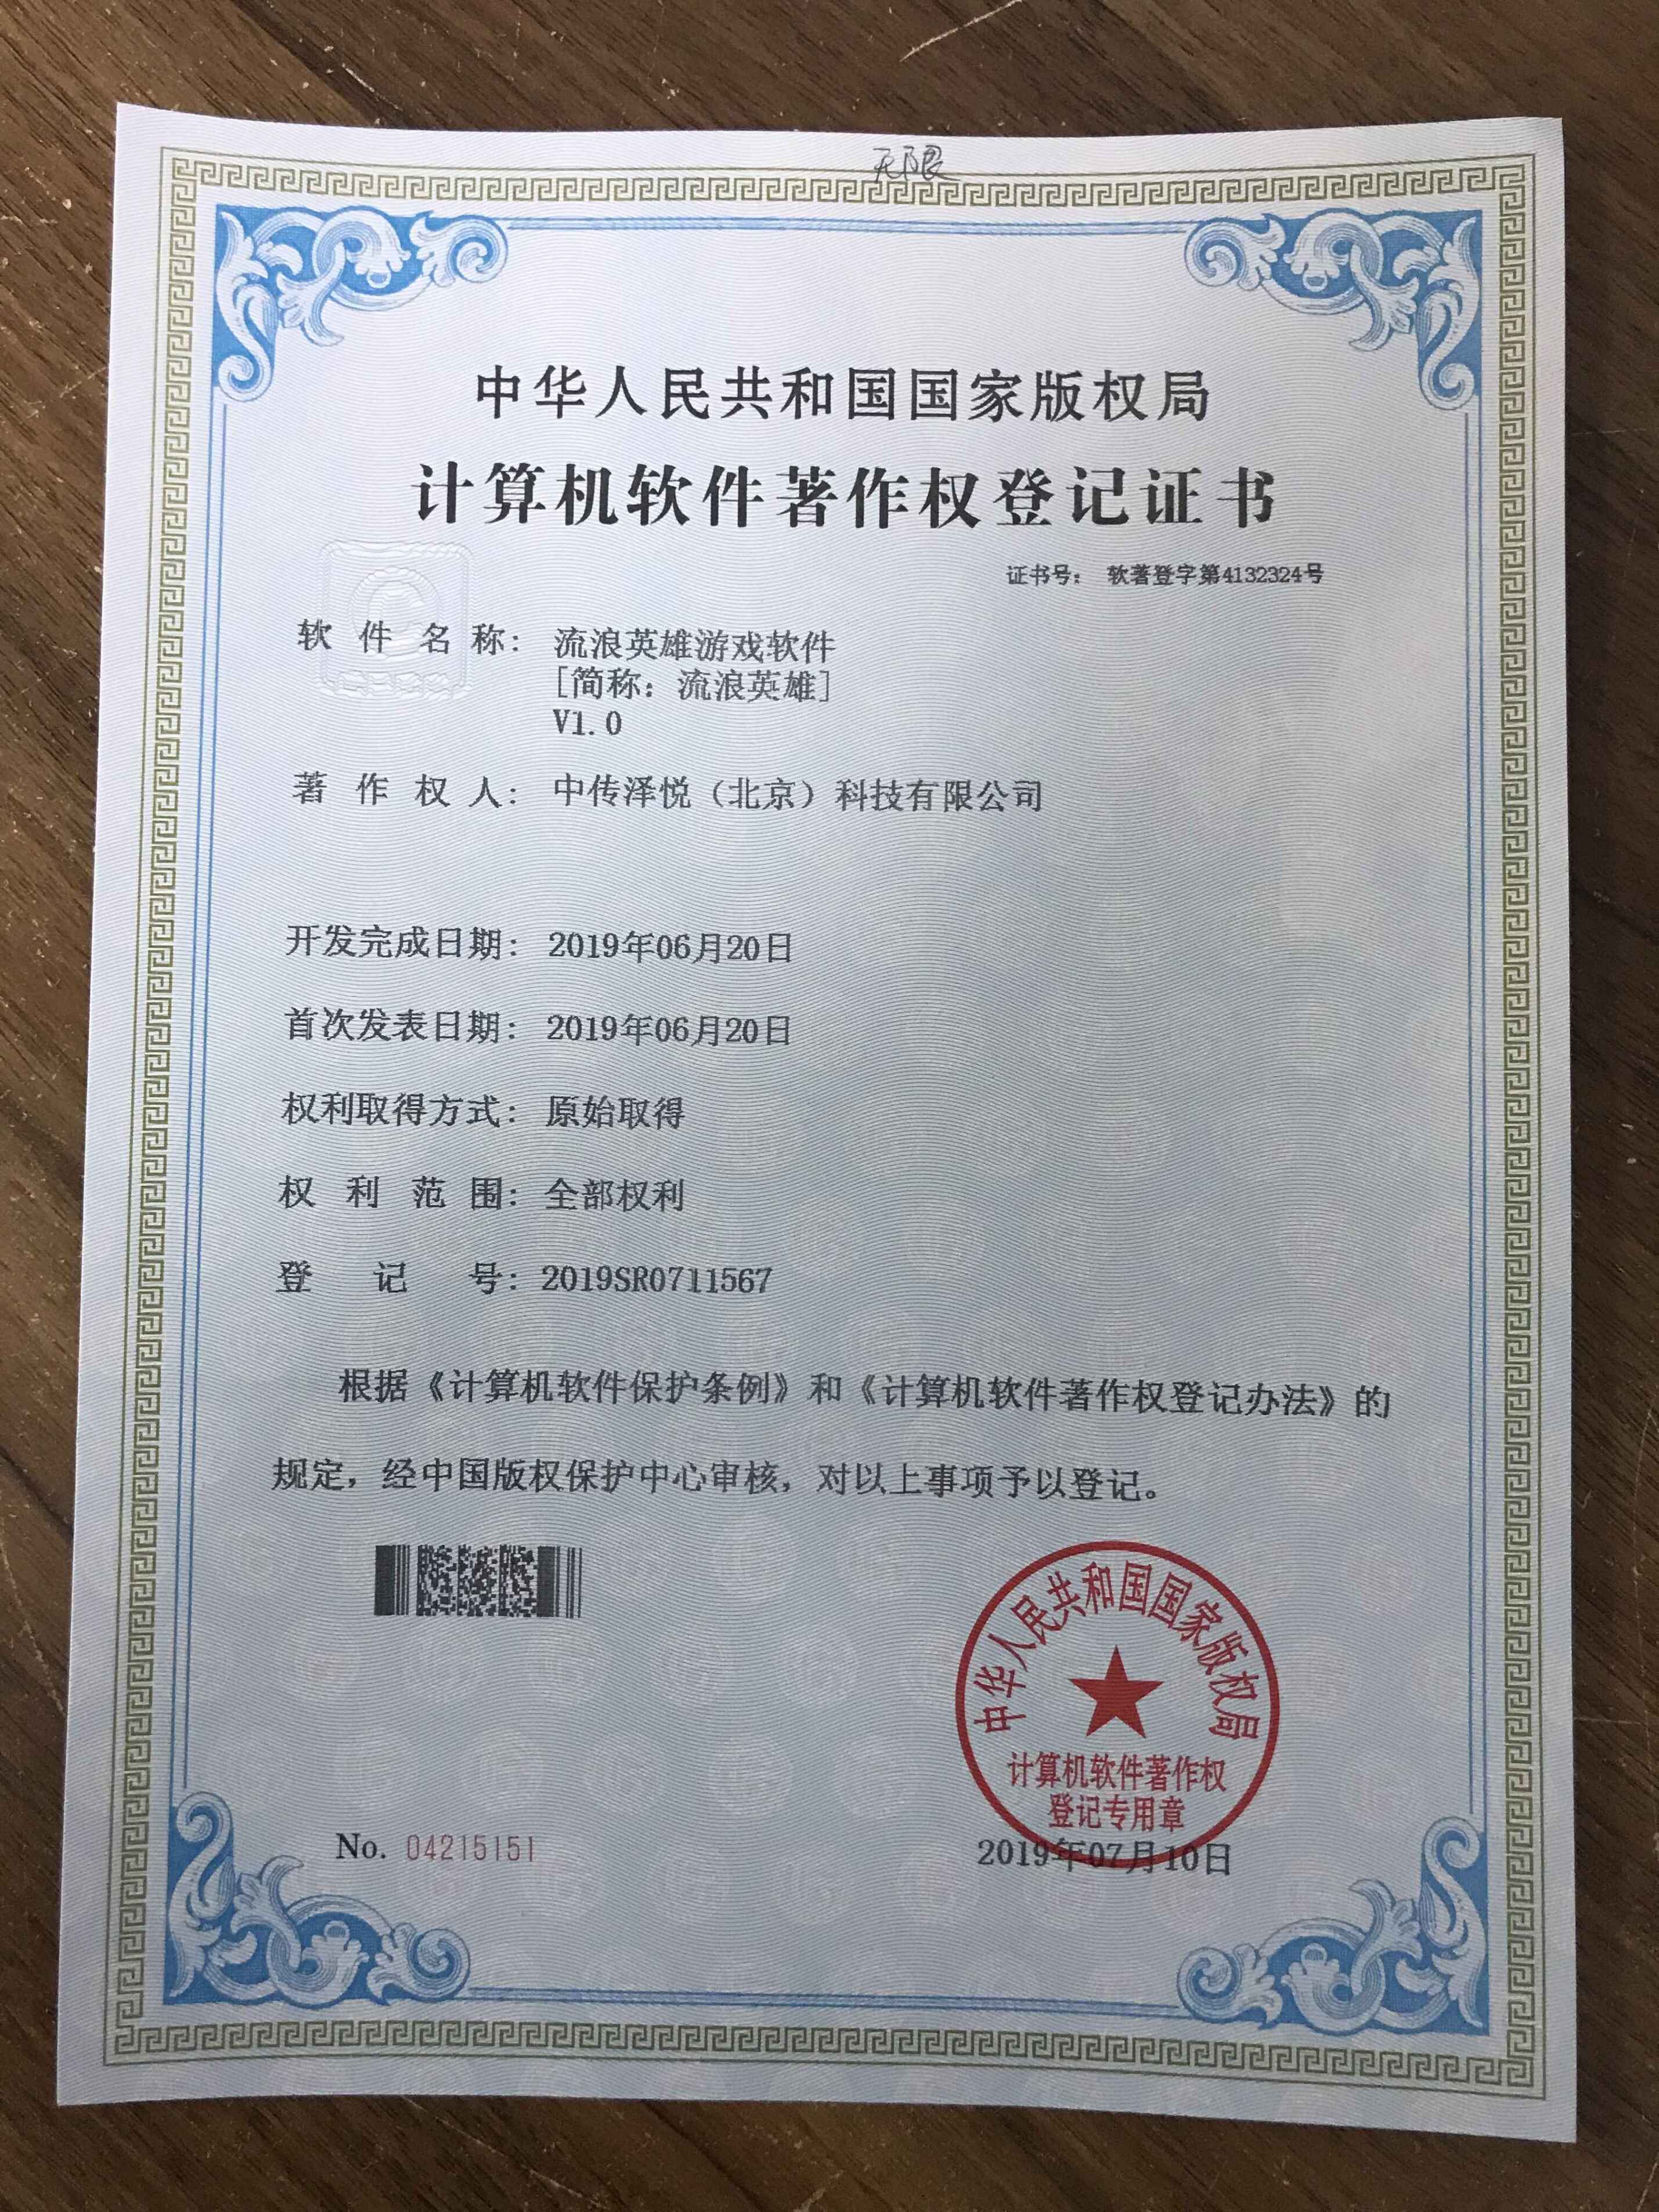 无限
中华人民共和国国家版权局
计算机软件著作权登记证书
证书号： 软著登字第4132324号
软件名称： 流浪英雄游戏软件
[简称：流浪英雄]
V1.0
著作权人： 中传泽悦（北京）科技有限公司
开发完成日期： 2019年06月20日
首次发表日期： 2019年06月20日
权利取得方式： 原始取得
权利范围： 全部权利
登记号： 2019SR0711567
根据《计算机软件保护条例》和《计算机软件著作权登记办法》的
规定，经中国版权保护中心审核，对以上事项予以登记。
中华人民共和国国家版权局
计算机软件著作权
登记专用章
No. 04215151
2019年07月10日